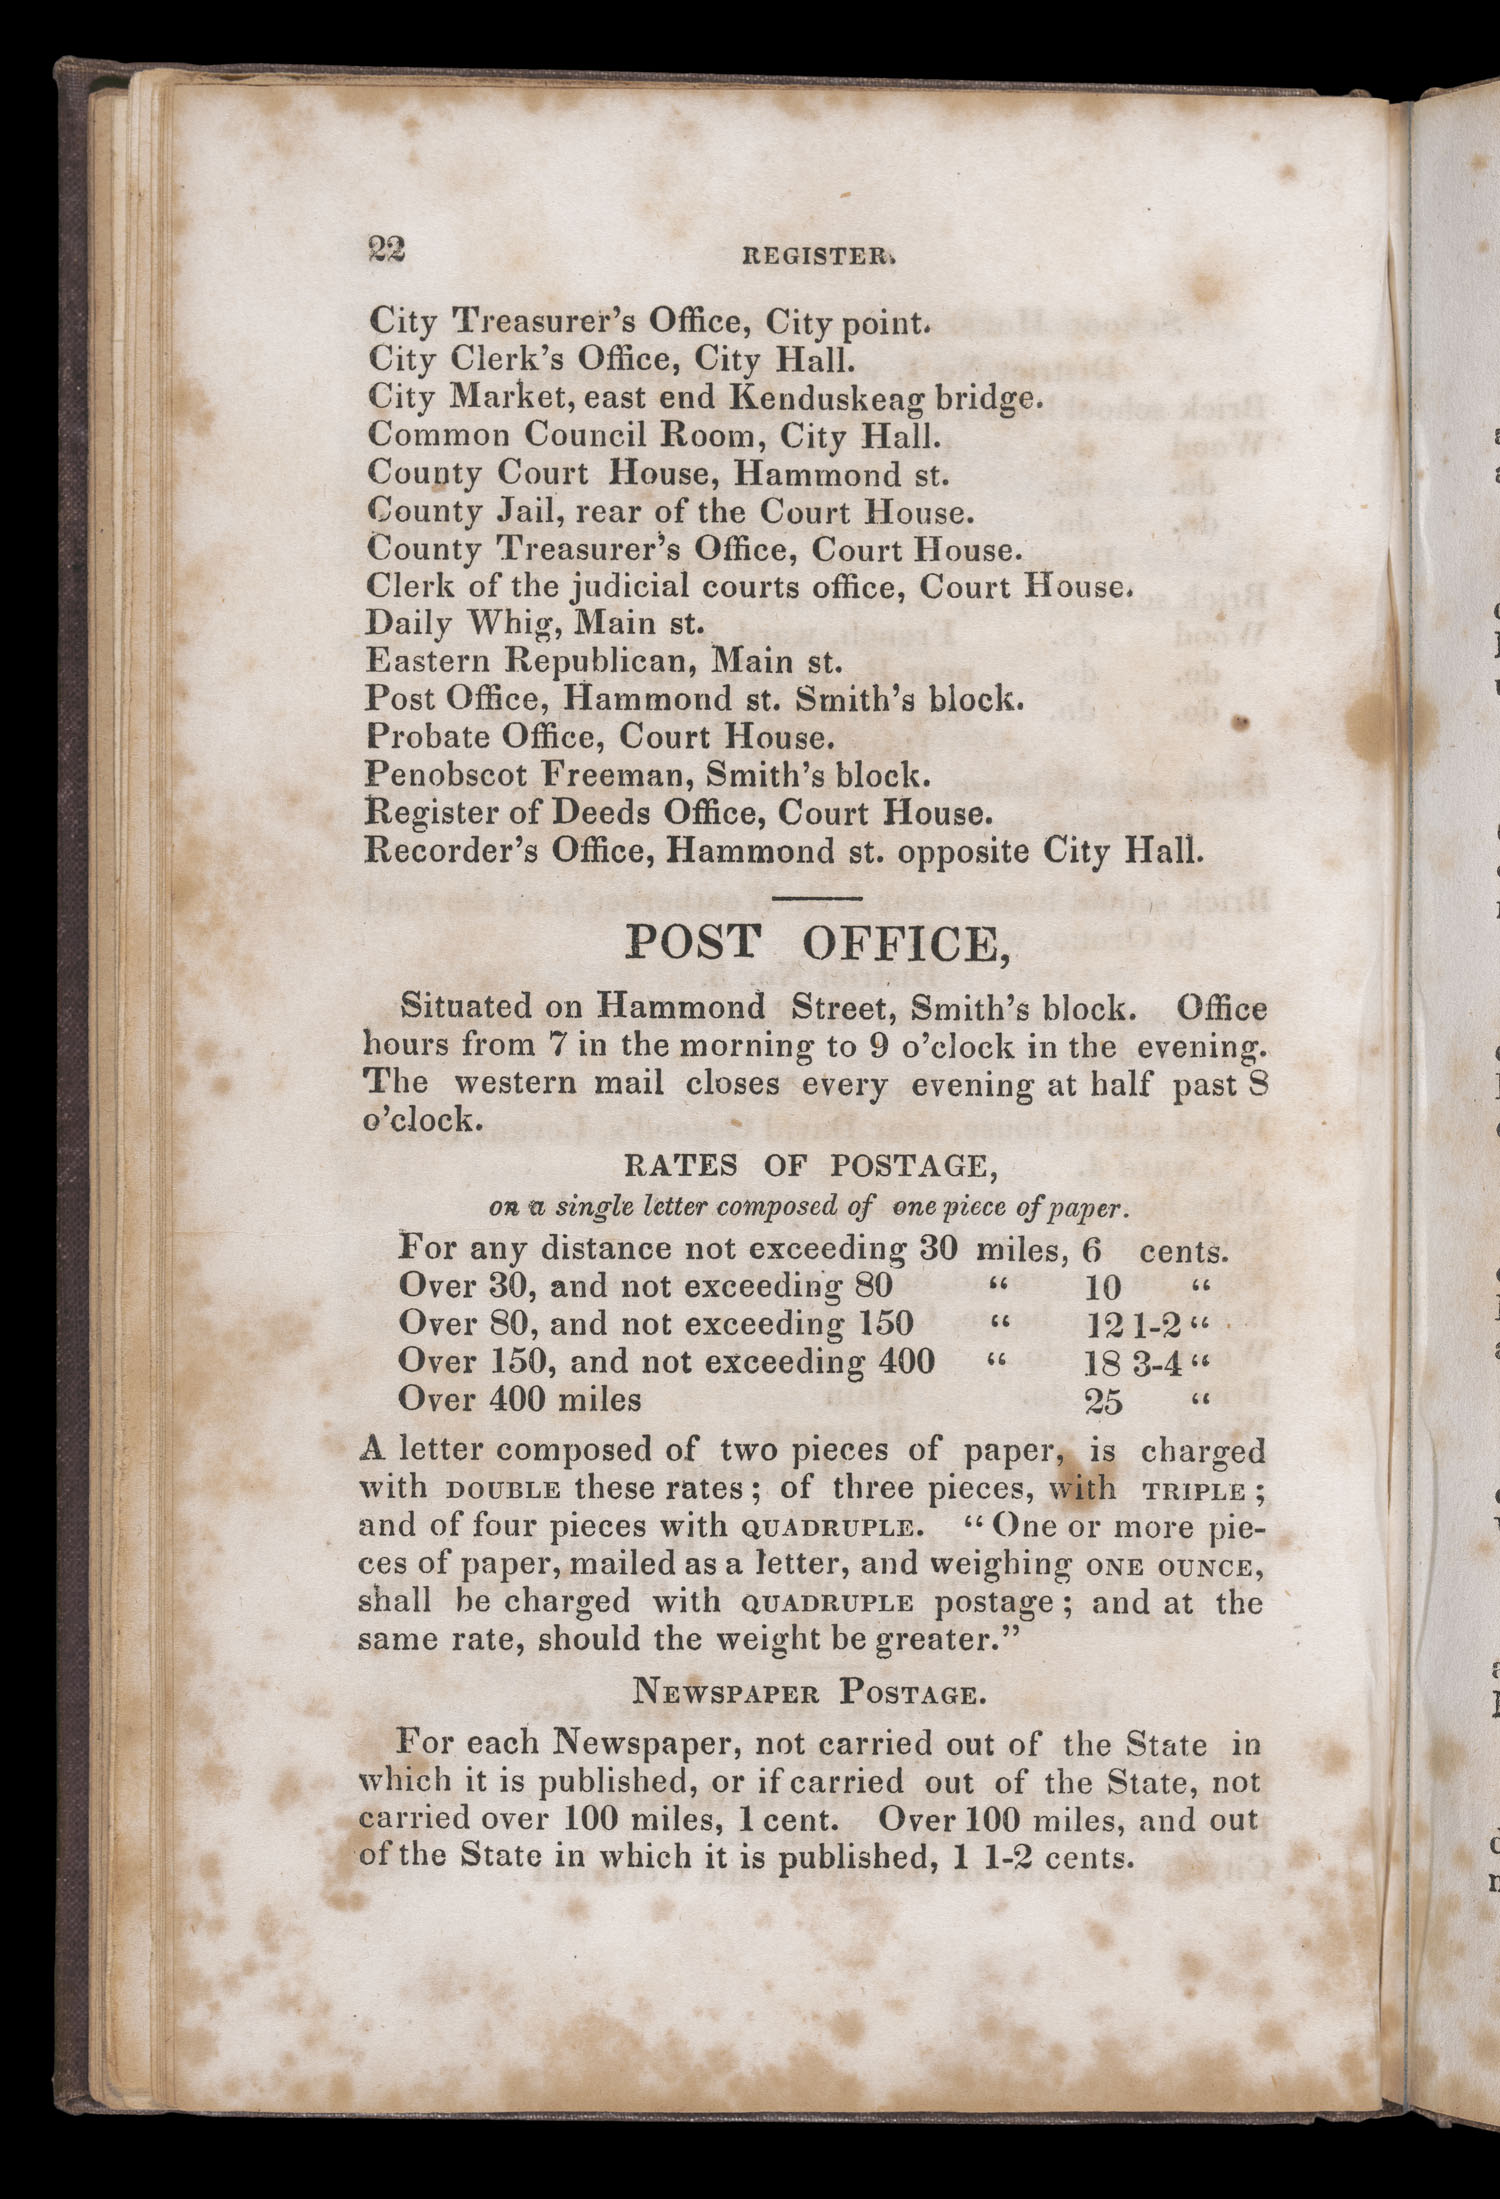 22 REGISTER.
City Treasurer's Office, City point.
City Clerk's Office, City Hall.
City Market, east end Kenduskeag bridge.
Common Council Room, City Hall.
County Court House, Hammond st.
County Jail, rear of the Court House.
County Treasurer's Office, Court House.
Clerk of the judicial courts office, Court House.
Daily Whig, Main st.
Eastern Republican, Main st.
Post Office, Hammond st. Smith's block.
Probate Office, Court House.
Penobscot Freeman, Smith's block.
Register of Deeds Office, Court House.
Recorder's Office, Hammond st. opposite City Hall.
POST OFFICE,
Situated on Hammond Street, Smith's block. Office
hours from 7 in the morning to 9 o'clock in the evening.
The western mail closes every evening at half past 8
o'clock.
RATES OF POSTAGE,
on a single letter composed of one piece of paper.
For any distance not exceeding 30 miles, 6 cents.
Over 30, and not exceeding 80 “ 10 “
Over 80, and not exceeding 150 “ 12 1-2 “
Over 150, and not exceeding 400 “ 18 3-4 “
Over 400 miles 25 “
A letter composed of two pieces of paper, is charged
with DOUBLE these rates; of three pieces, with TRIPLE;
and of four pieces with QUADRUPLE. “One or more pie-
ces of paper, mailed as a letter, and weighing ONE OUNCE,
shall be charged with QUADRUPLE postage; and at the
same rate, should the weight be greater.”
NEWSPAPER POSTAGE.
For each Newspaper, not carried out of the State in
which it is published, or if carried out of the State, not
carried over 100 miles, 1 cent. Over 100 miles, and out
of the State in which it is published, 1 1-2 cents.